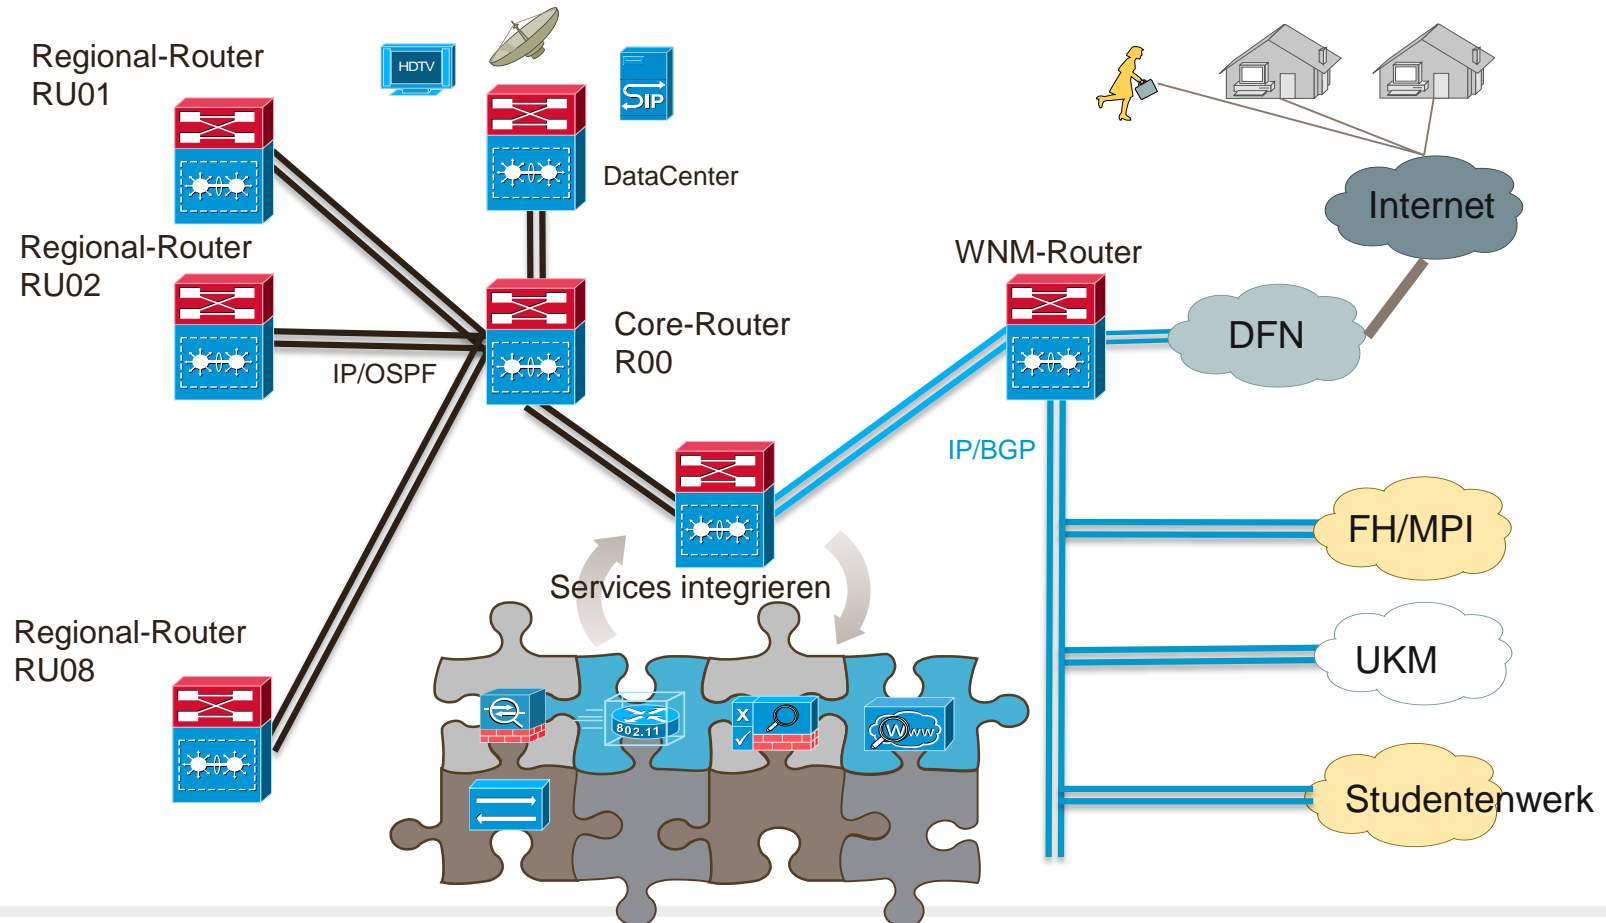 Regional-Router
RU01
HDTV
SIP
DataCenter
Internet
Regional-Router
RU02
WNM-Router
Core-Router
R00
DFN
IP/OSPF
IP/BGP
FH/MPI
Services integrieren
Regional-Router
RU08
UKM
802.11
X
Www
Studentenwerk